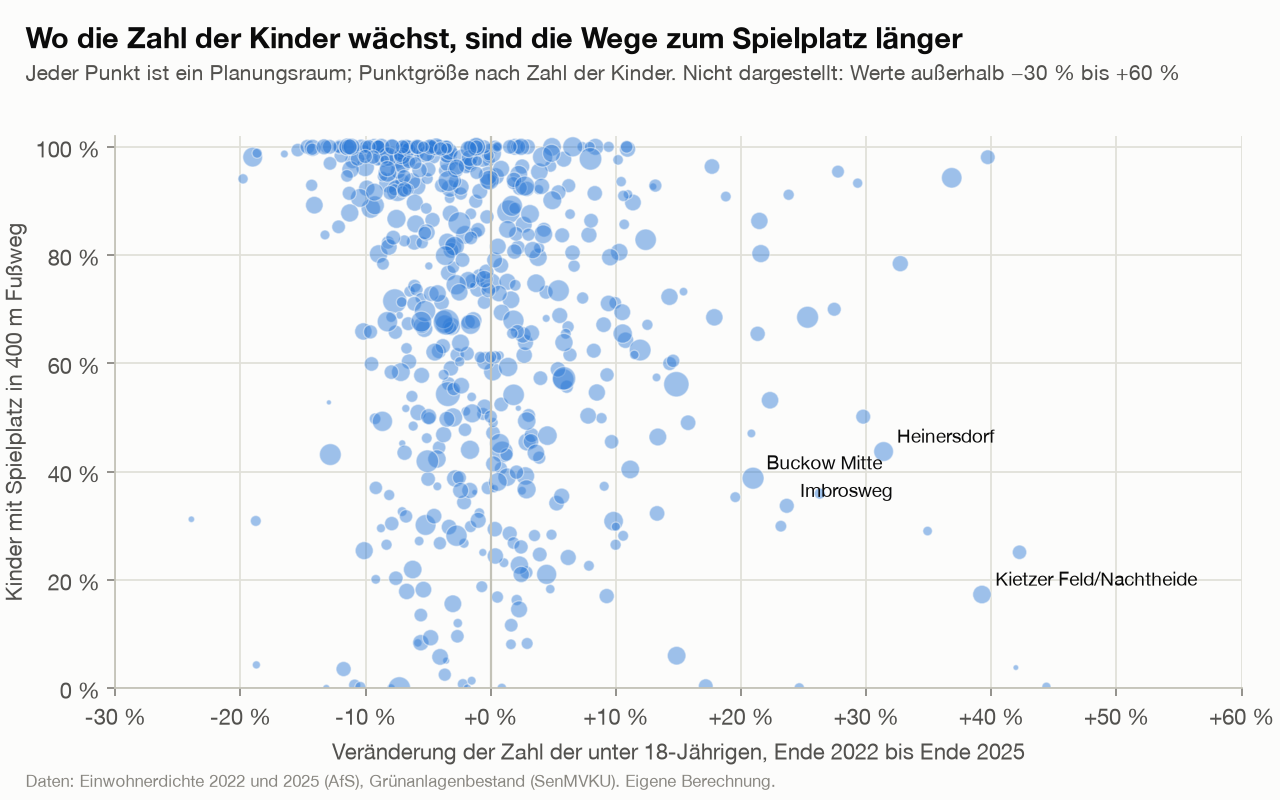 Wo die Zahl der Kinder wächst, sind die Wege zum Spielplatz länger
Jeder Punkt ist ein Planungsraum; Punktgröße nach Zahl der Kinder. Nicht dargestellt: Werte außerhalb −30 % bis +60 %
Kinder mit Spielplatz in 400 m Fußweg
100 %
80 %
60 %
40 %
20 %
0 %
Heinersdorf
Buckow Mitte
Imbrosweg
Kietzer Feld/Nachtheide
-30 %
-20 %
-10 %
+0 %
+10 %
+20 %
+30 %
+40 %
+50 %
+60 %
Veränderung der Zahl der unter 18-Jährigen, Ende 2022 bis Ende 2025
Daten: Einwohnerdichte 2022 und 2025 (AfS), Grünanlagenbestand (SenMVKU). Eigene Berechnung.